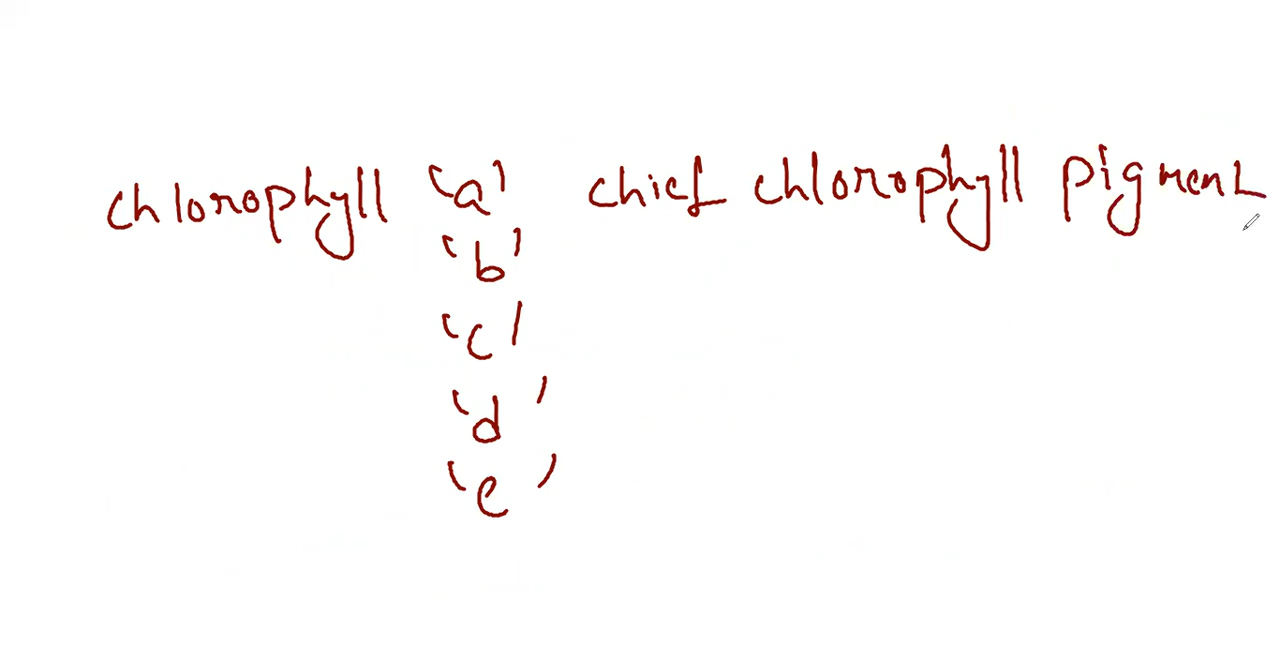 chlorophyll 'a' chief chlorophyll pigment
'b'
'c'
'd'
'e'